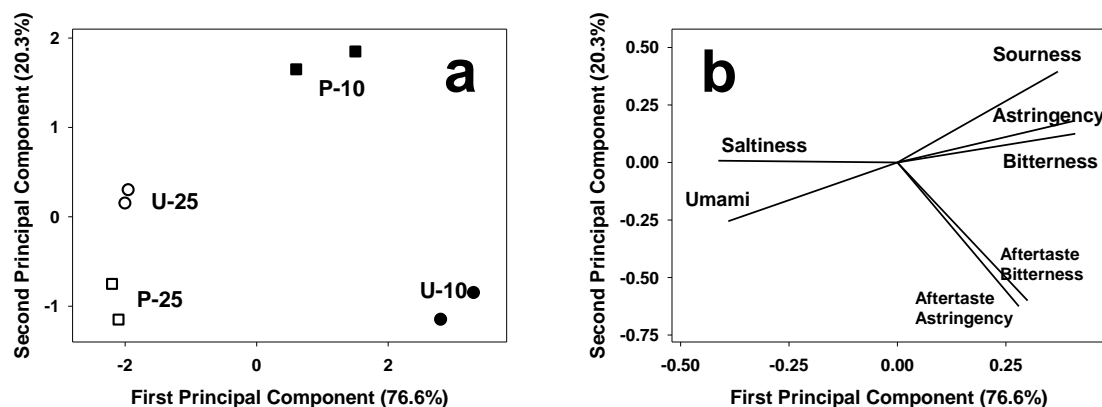 a
Second Principal Component (20.3%)
2
1
0
-1
P-10
U-25
P-25
U-10
-2
0
2
First Principal Component (76.6%)
b
Second Principal Component (20.3%)
0.50
0.25
0.00
-0.25
-0.50
-0.75
Sourness
Astringency
Saltiness
Bitterness
Umami
Aftertaste
Bitterness
Aftertaste
Astringency
-0.50
-0.25
0.00
0.25
First Principal Component (76.6%)